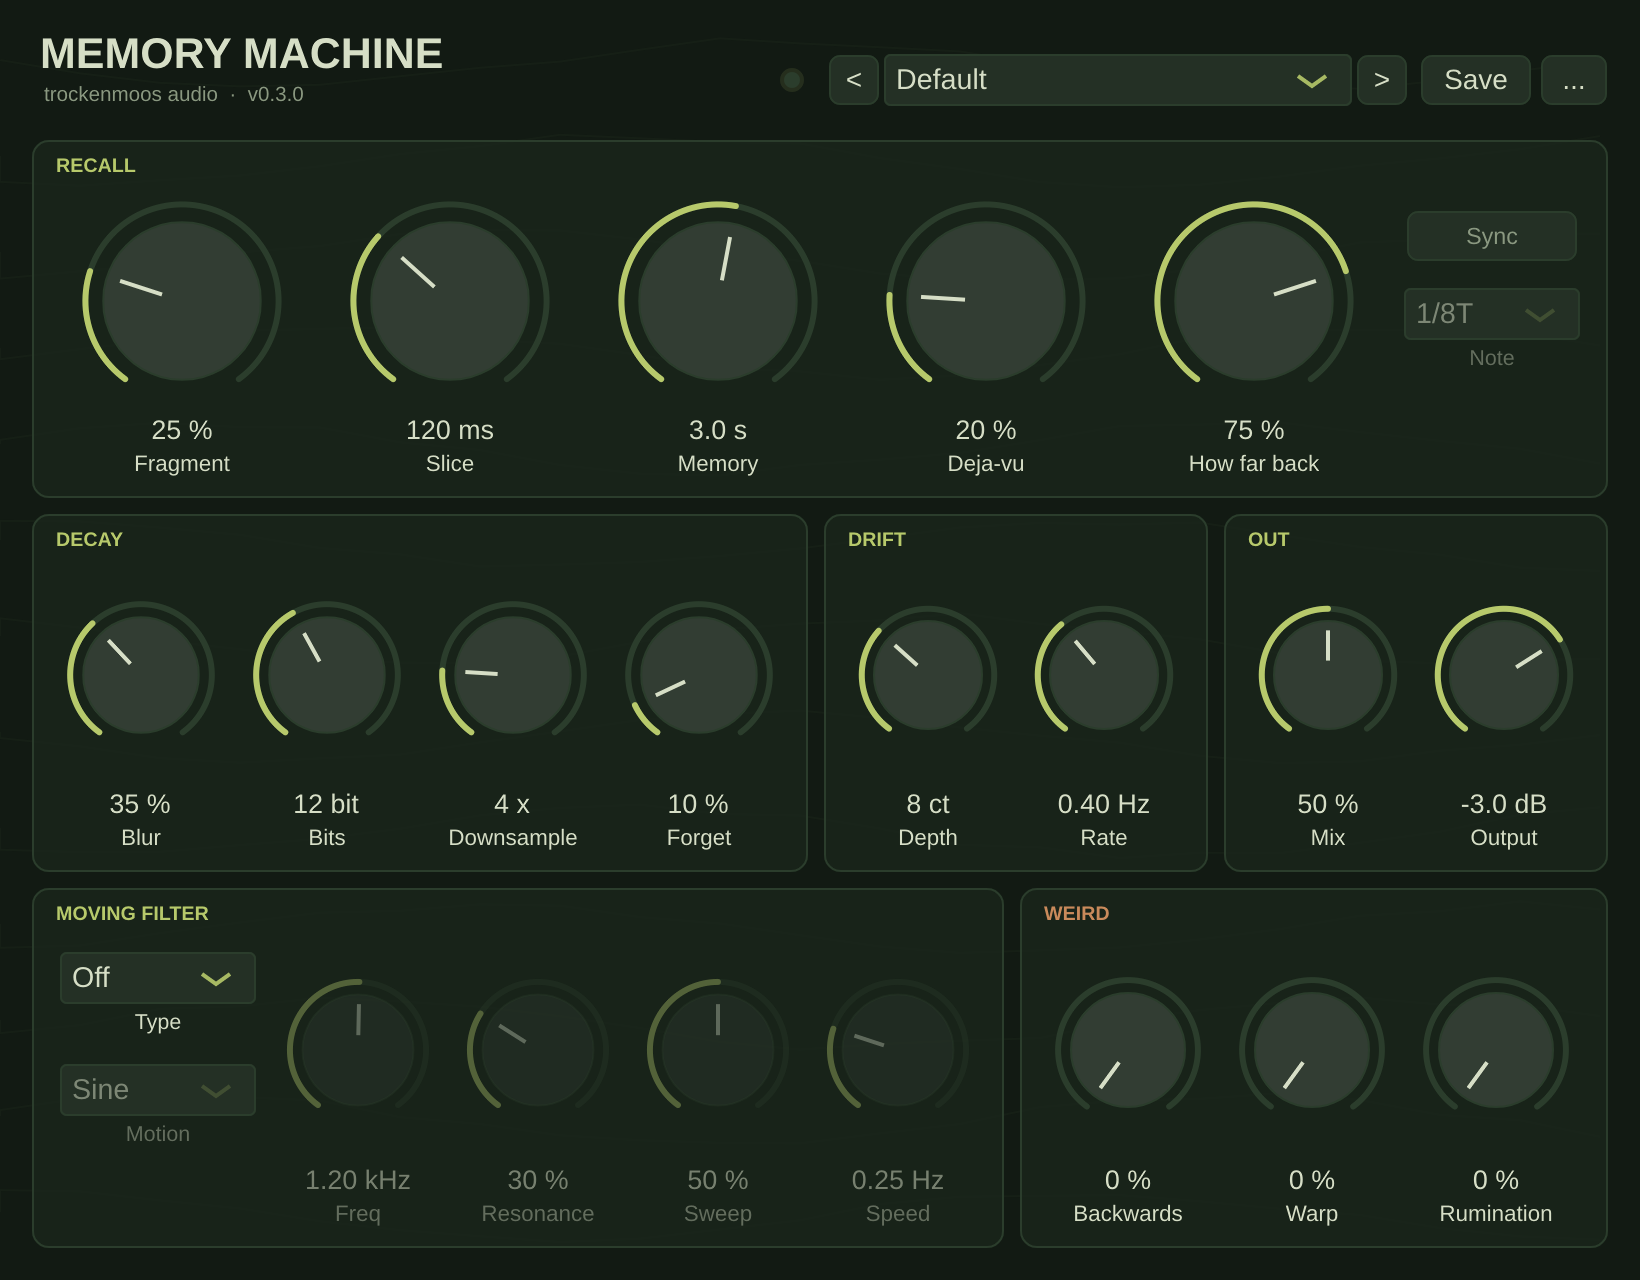 MEMORY MACHINE
trockenmoos audio · v0.3.0
< Default > Save ...
RECALL
Sync
1/8T
Note
25 % 120 ms 3.0 s 20 % 75 %
Fragment Slice Memory Deja-vu How far back
DECAY DRIFT OUT
35 % 12 bit 4 x 10 % 8 ct 0.40 Hz 50 % -3.0 dB
Blur Bits Downsample Forget Depth Rate Mix Output
MOVING FILTER WEIRD
Off
Type
Sine
Motion
1.20 kHz 30 % 50 % 0.25 Hz 0 % 0 % 0 %
Freq Resonance Sweep Speed Backwards Warp Rumination